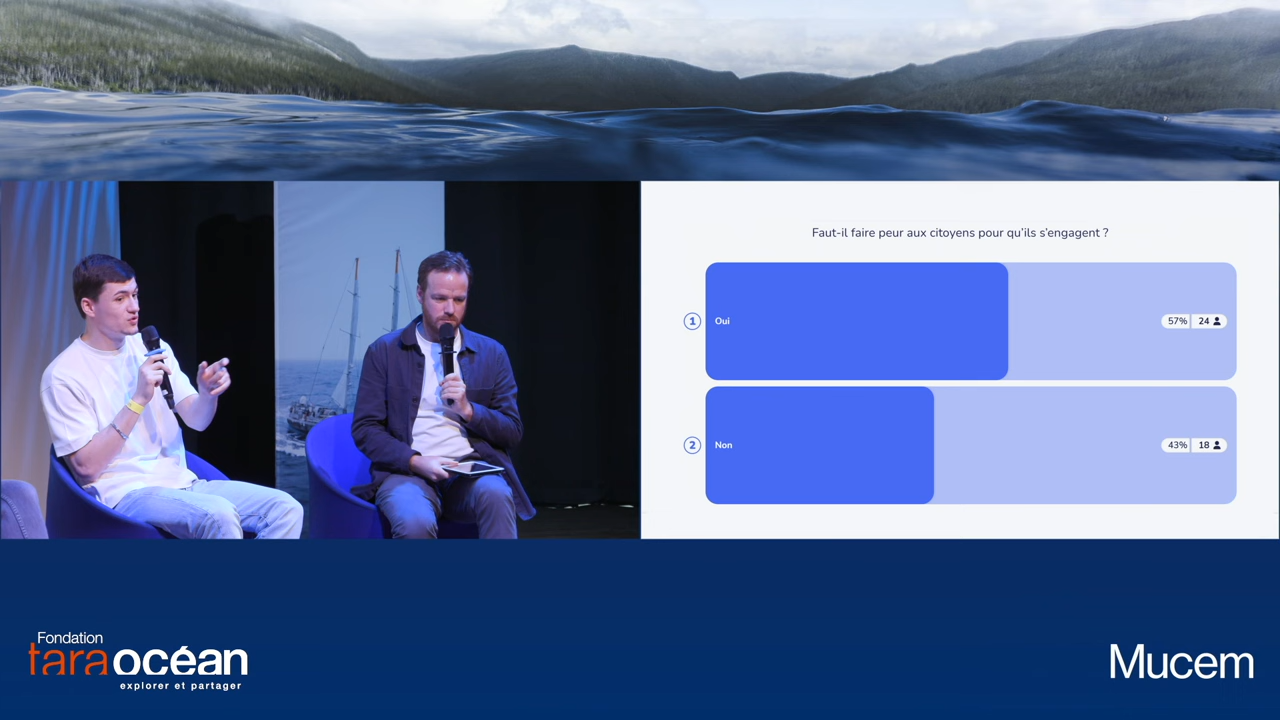 Faut-il faire peur aux citoyens pour qu'ils s'engagent ?
1 Oui 57% 24
2 Non 43% 18
Fondation
tara océan
explorer et partager
Mucem